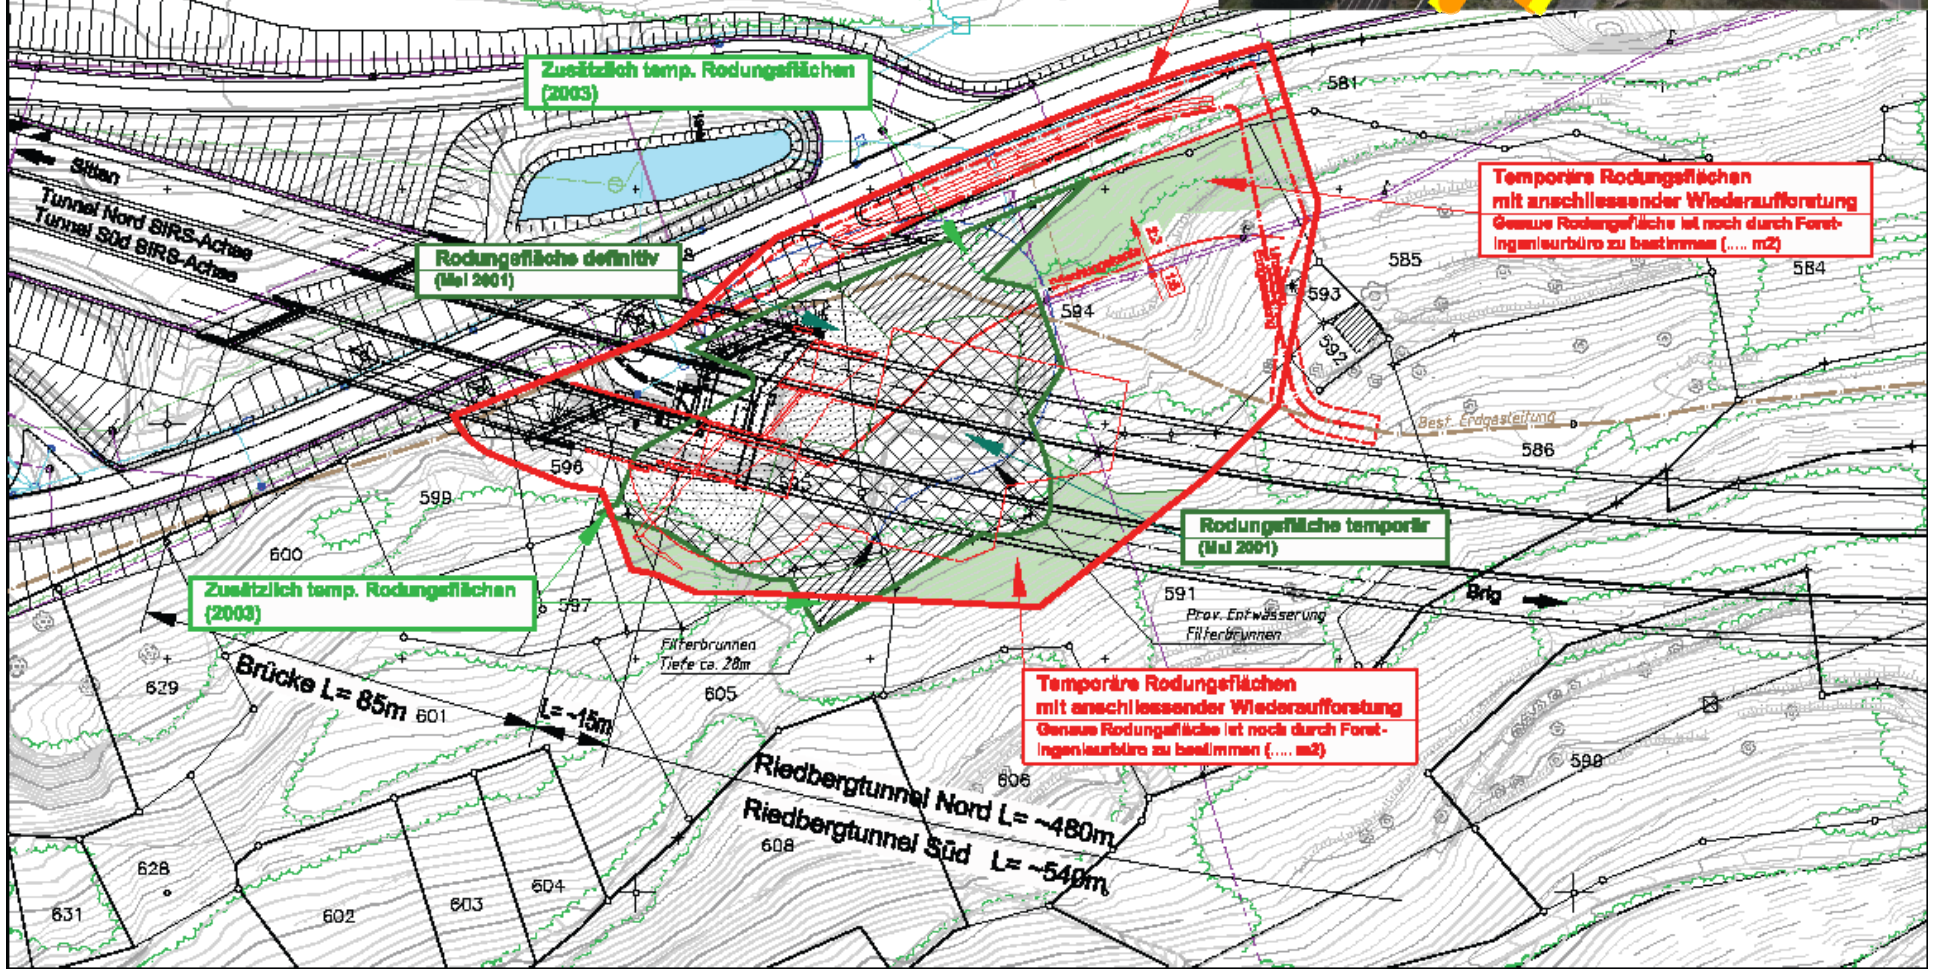 Zusätzlich temp. Rodungsflächen
(2003)
581
Sitten
Tunnel Nord SIRS-Achse
Tunnel Süd SIRS-Achse
Rodungsfläche definitiv
(Mai 2001)
Temporäre Rodungsflächen
mit anschliessender Wiederaufforstung
Genaue Rodungsfläche ist noch durch Forst-
ingenieurbüro zu bestimmen (.... m2)
585
584
593
594
592
Best. Erdgasleitung
586
596
599
600
Rodungsfläche temporär
(Mai 2001)
Zusätzlich temp. Rodungsflächen
(2003)
597
591
Brig
Prov. Entwässerung
Filterbrunnen
Filterbrunnen
Tiefe ca. 28m
605
629
Brücke L= 85m
601
L= ~15m
Temporäre Rodungsflächen
mit anschliessender Wiederaufforstung
Genaue Rodungsfläche ist noch durch Forst-
ingenieurbüro zu bestimmen (.... m2)
606
598
Riedbergtunnel Nord L= ~480m
Riedbergtunnel Süd L= ~540m
608
628
604
603
602
631